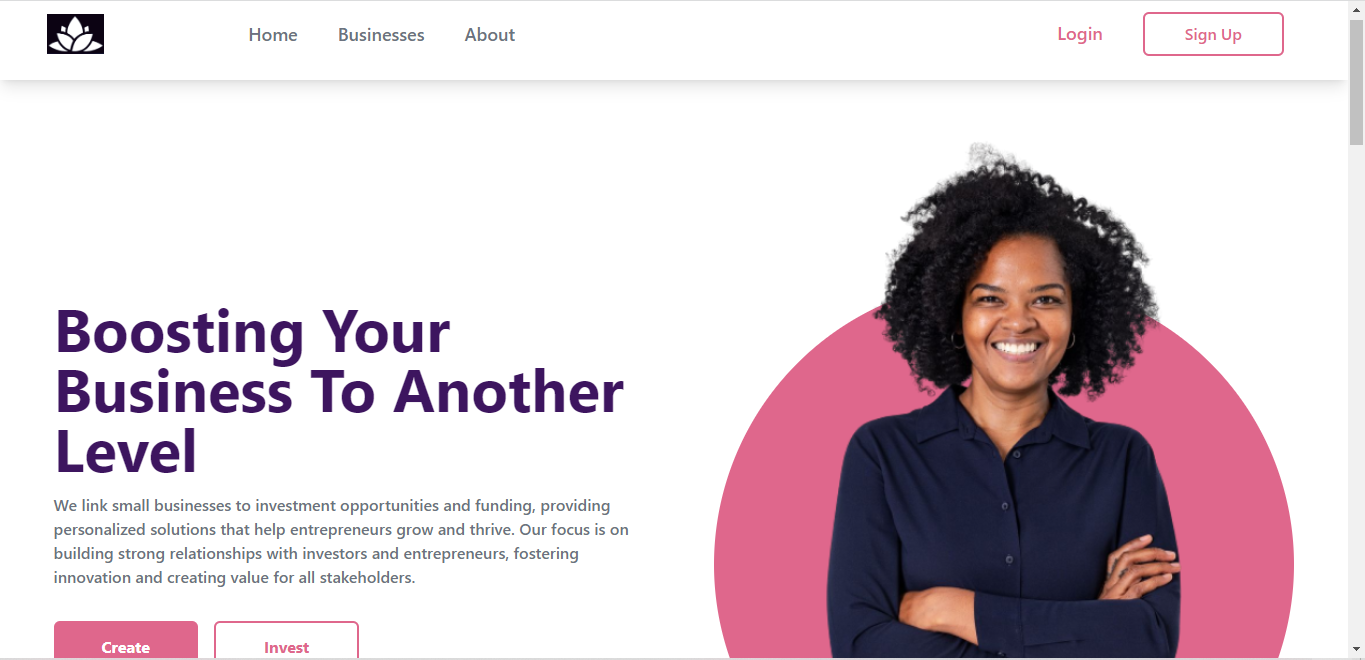 Home Businesses About Login Sign Up
Boosting Your
Business To Another
Level
We link small businesses to investment opportunities and funding, providing
personalized solutions that help entrepreneurs grow and thrive. Our focus is on
building strong relationships with investors and entrepreneurs, fostering
innovation and creating value for all stakeholders.
Create Invest